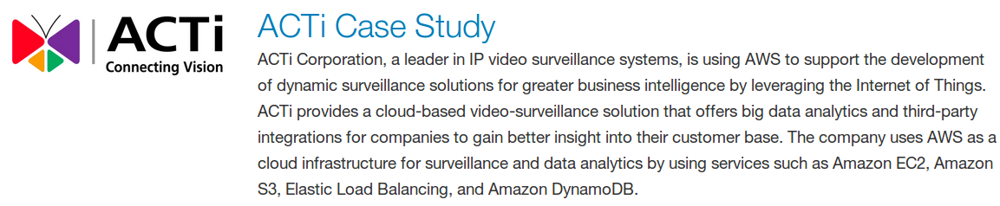 ACTi
Connecting Vision
ACTi Case Study
ACTi Corporation, a leader in IP video surveillance systems, is using AWS to support the development
of dynamic surveillance solutions for greater business intelligence by leveraging the Internet of Things.
ACTi provides a cloud-based video-surveillance solution that offers big data analytics and third-party
integrations for companies to gain better insight into their customer base. The company uses AWS as a
cloud infrastructure for surveillance and data analytics by using services such as Amazon EC2, Amazon
S3, Elastic Load Balancing, and Amazon DynamoDB.